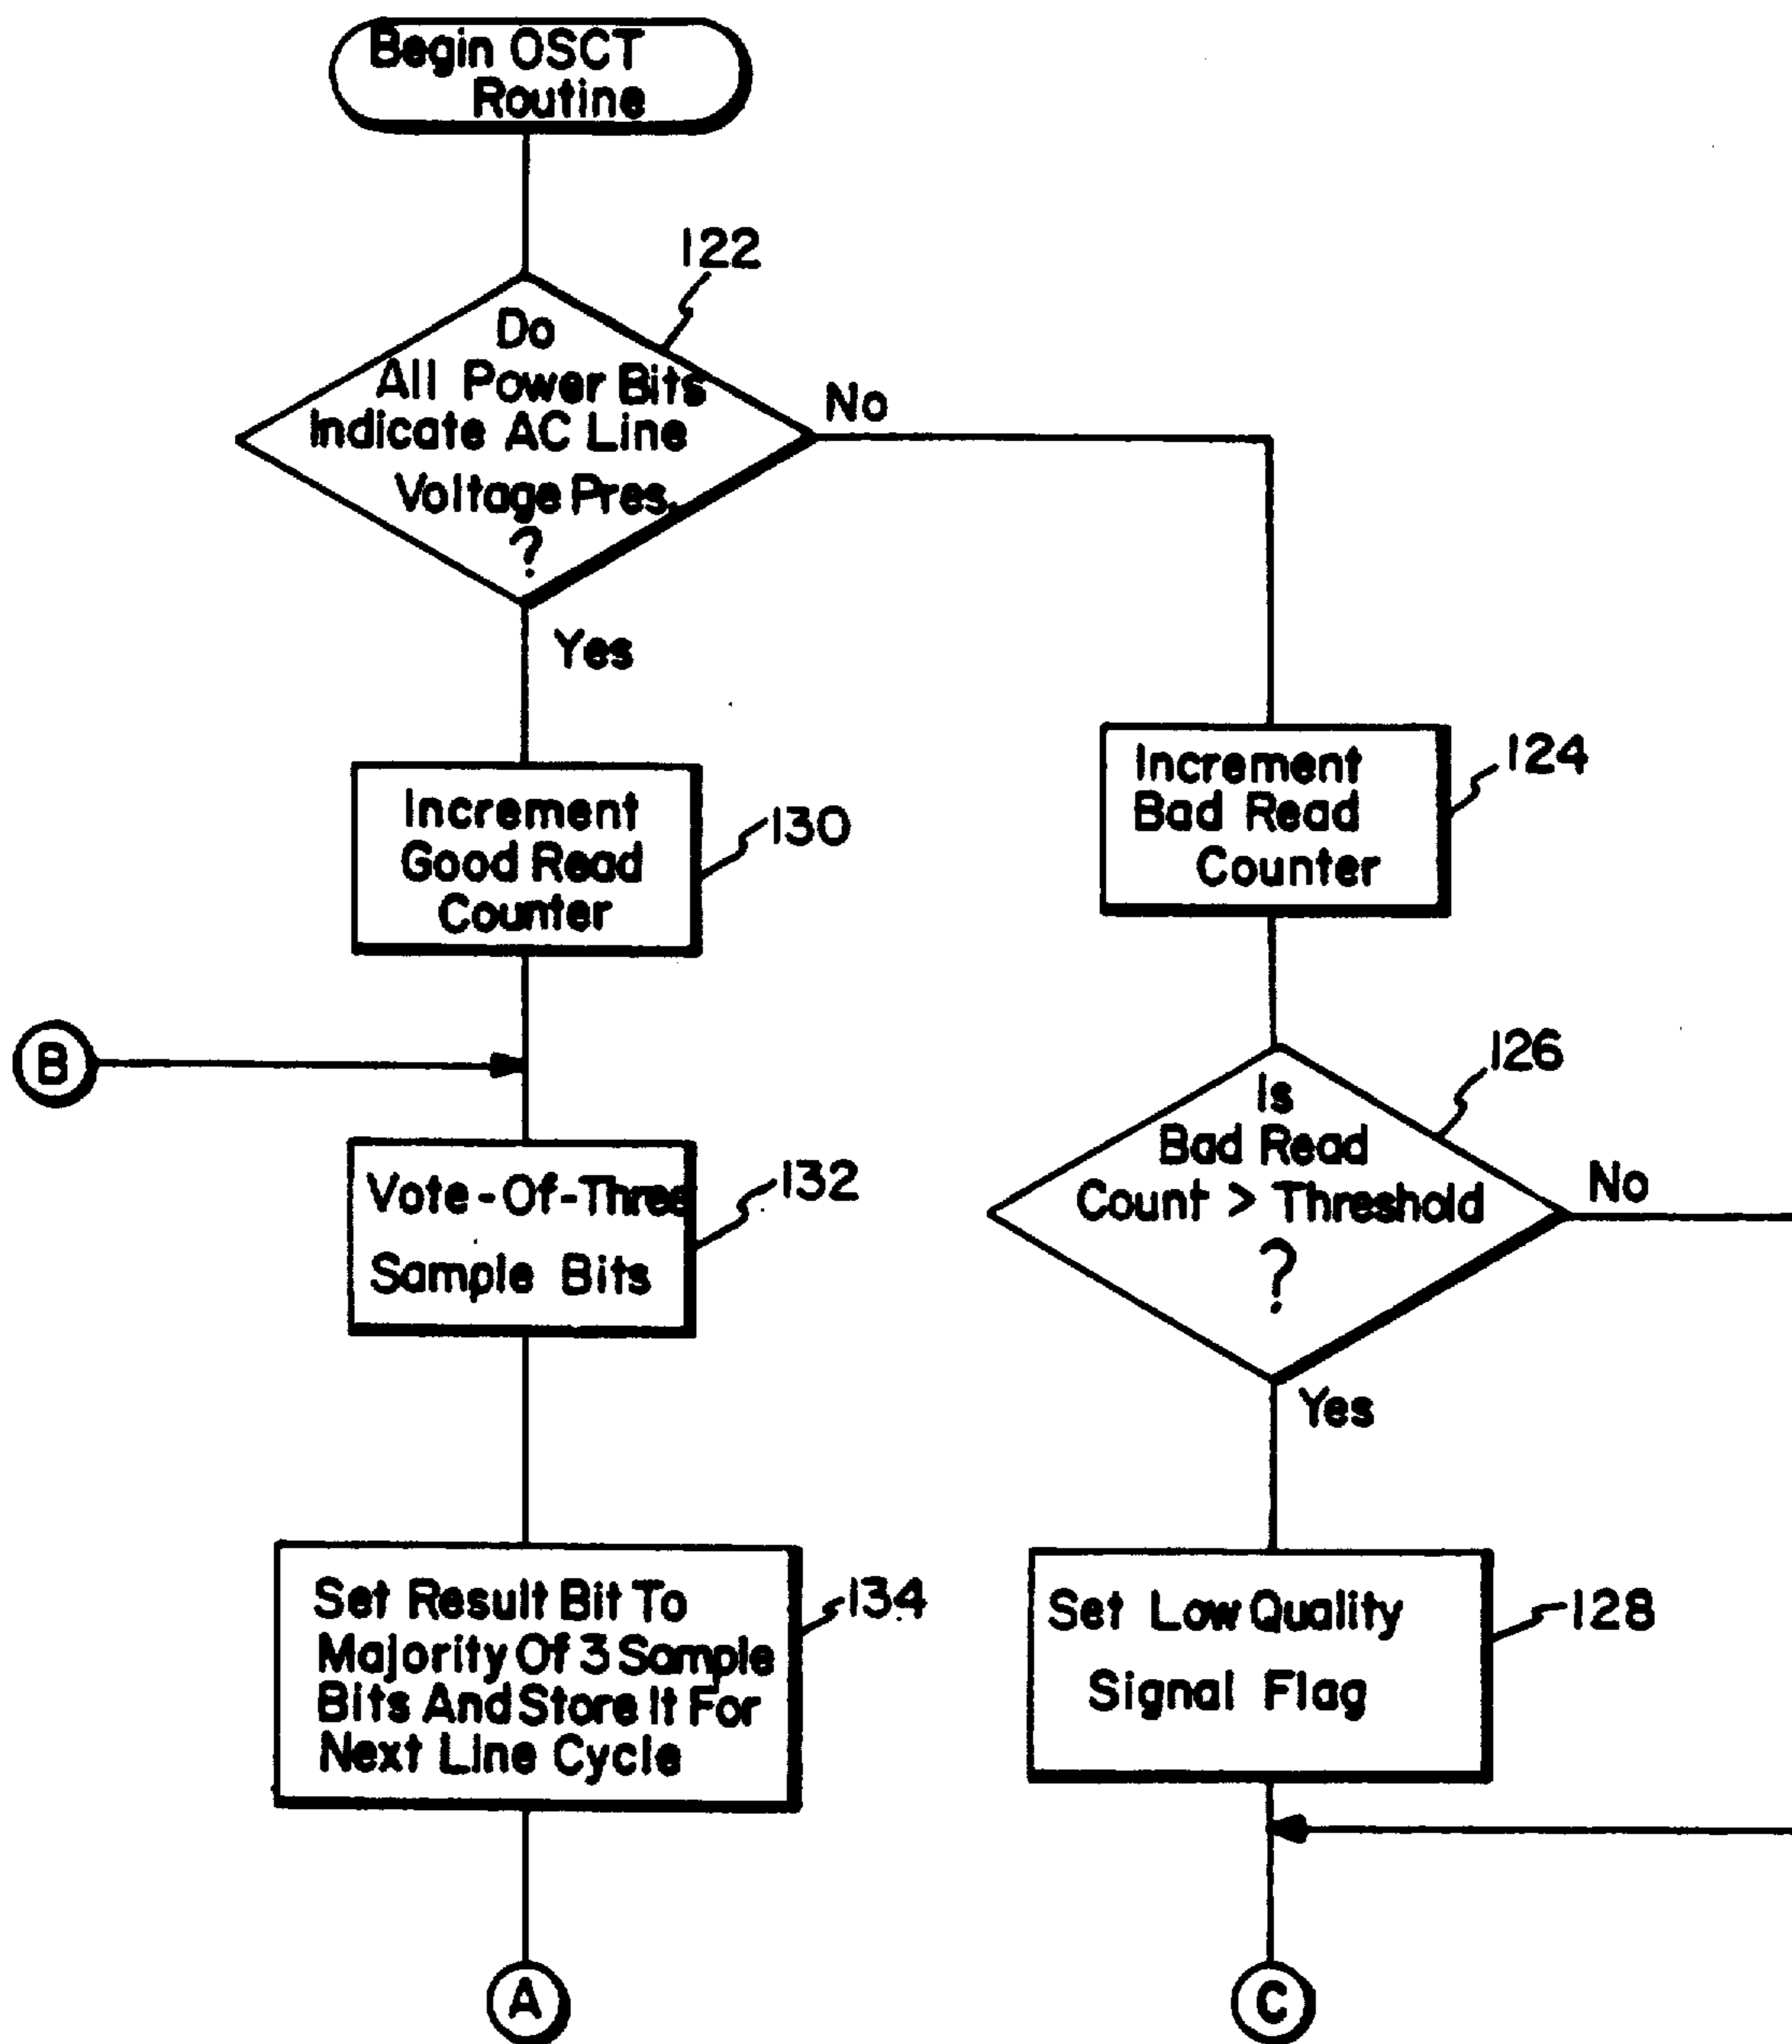 Begin OSCT
Routine
122
Do
All Power Bits
Indicate AC Line
Voltage Pres.
?
No
Yes
Increment
Good Read
Counter
130
Increment
Bad Read
Counter
124
B
Vote-Of-Three
Sample Bits
132
Is
Bad Read
Count > Threshold
?
126
No
Yes
Set Result Bit To
Majority Of 3 Sample
Bits And Store It For
Next Line Cycle
134
Set Low Quality
Signal Flag
128
A
C